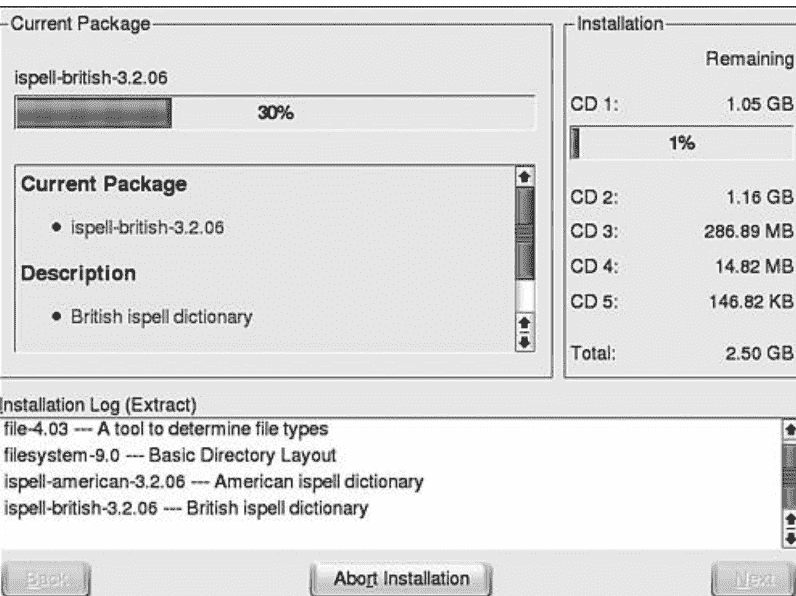 Current Package
ispell-british-3.2.06
30%
Current Package
• ispell-british-3.2.06
Description
• British ispell dictionary
Installation
Remaining
CD 1: 1.05 GB
1%
CD 2: 1.16 GB
CD 3: 286.89 MB
CD 4: 14.82 MB
CD 5: 146.82 KB
Total: 2.50 GB
Installation Log (Extract)
file-4.03 --- A tool to determine file types
filesystem-9.0 --- Basic Directory Layout
ispell-american-3.2.06 --- American ispell dictionary
ispell-british-3.2.06 --- British ispell dictionary
Back
Abort Installation
Next